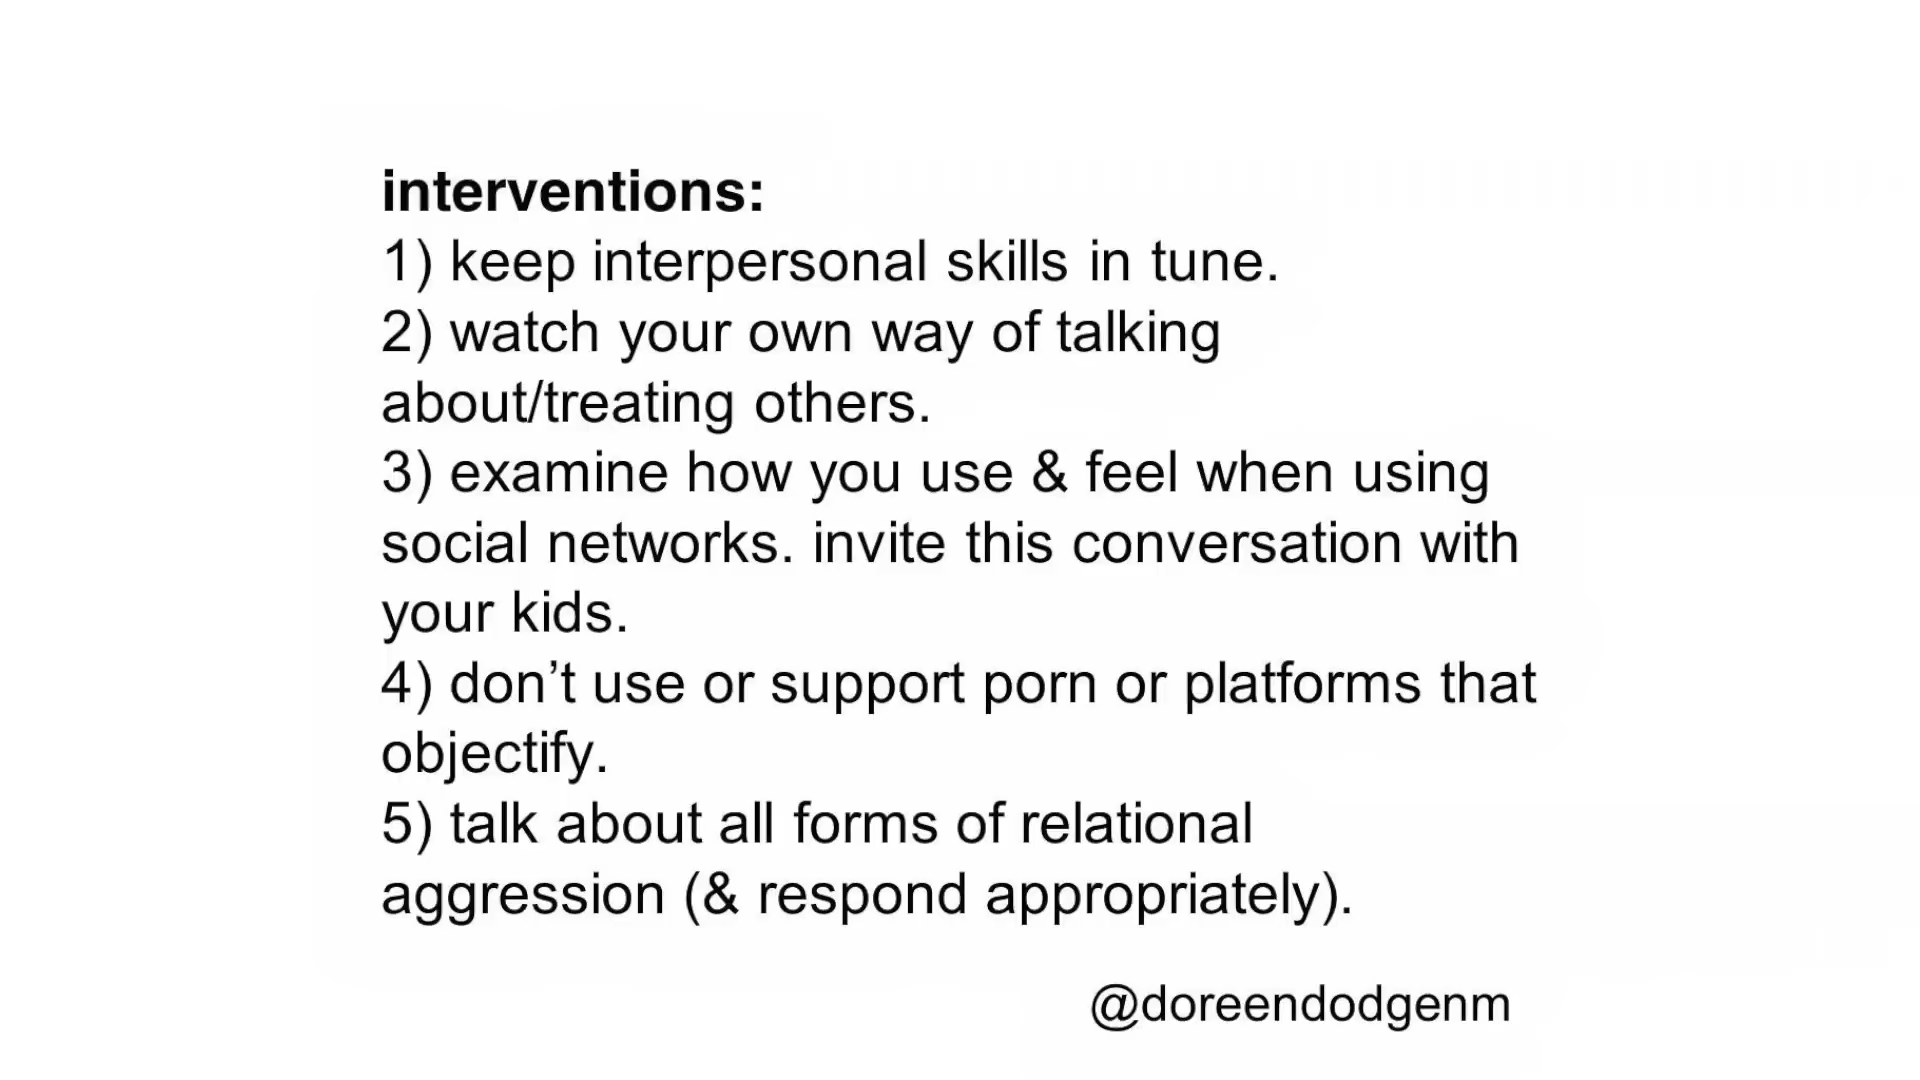 interventions:
1) keep interpersonal skills in tune.
2) watch your own way of talking
about/treating others.
3) examine how you use & feel when using
social networks. invite this conversation with
your kids.
4) don’t use or support porn or platforms that
objectify.
5) talk about all forms of relational
aggression (& respond appropriately).
@doreendodgenm